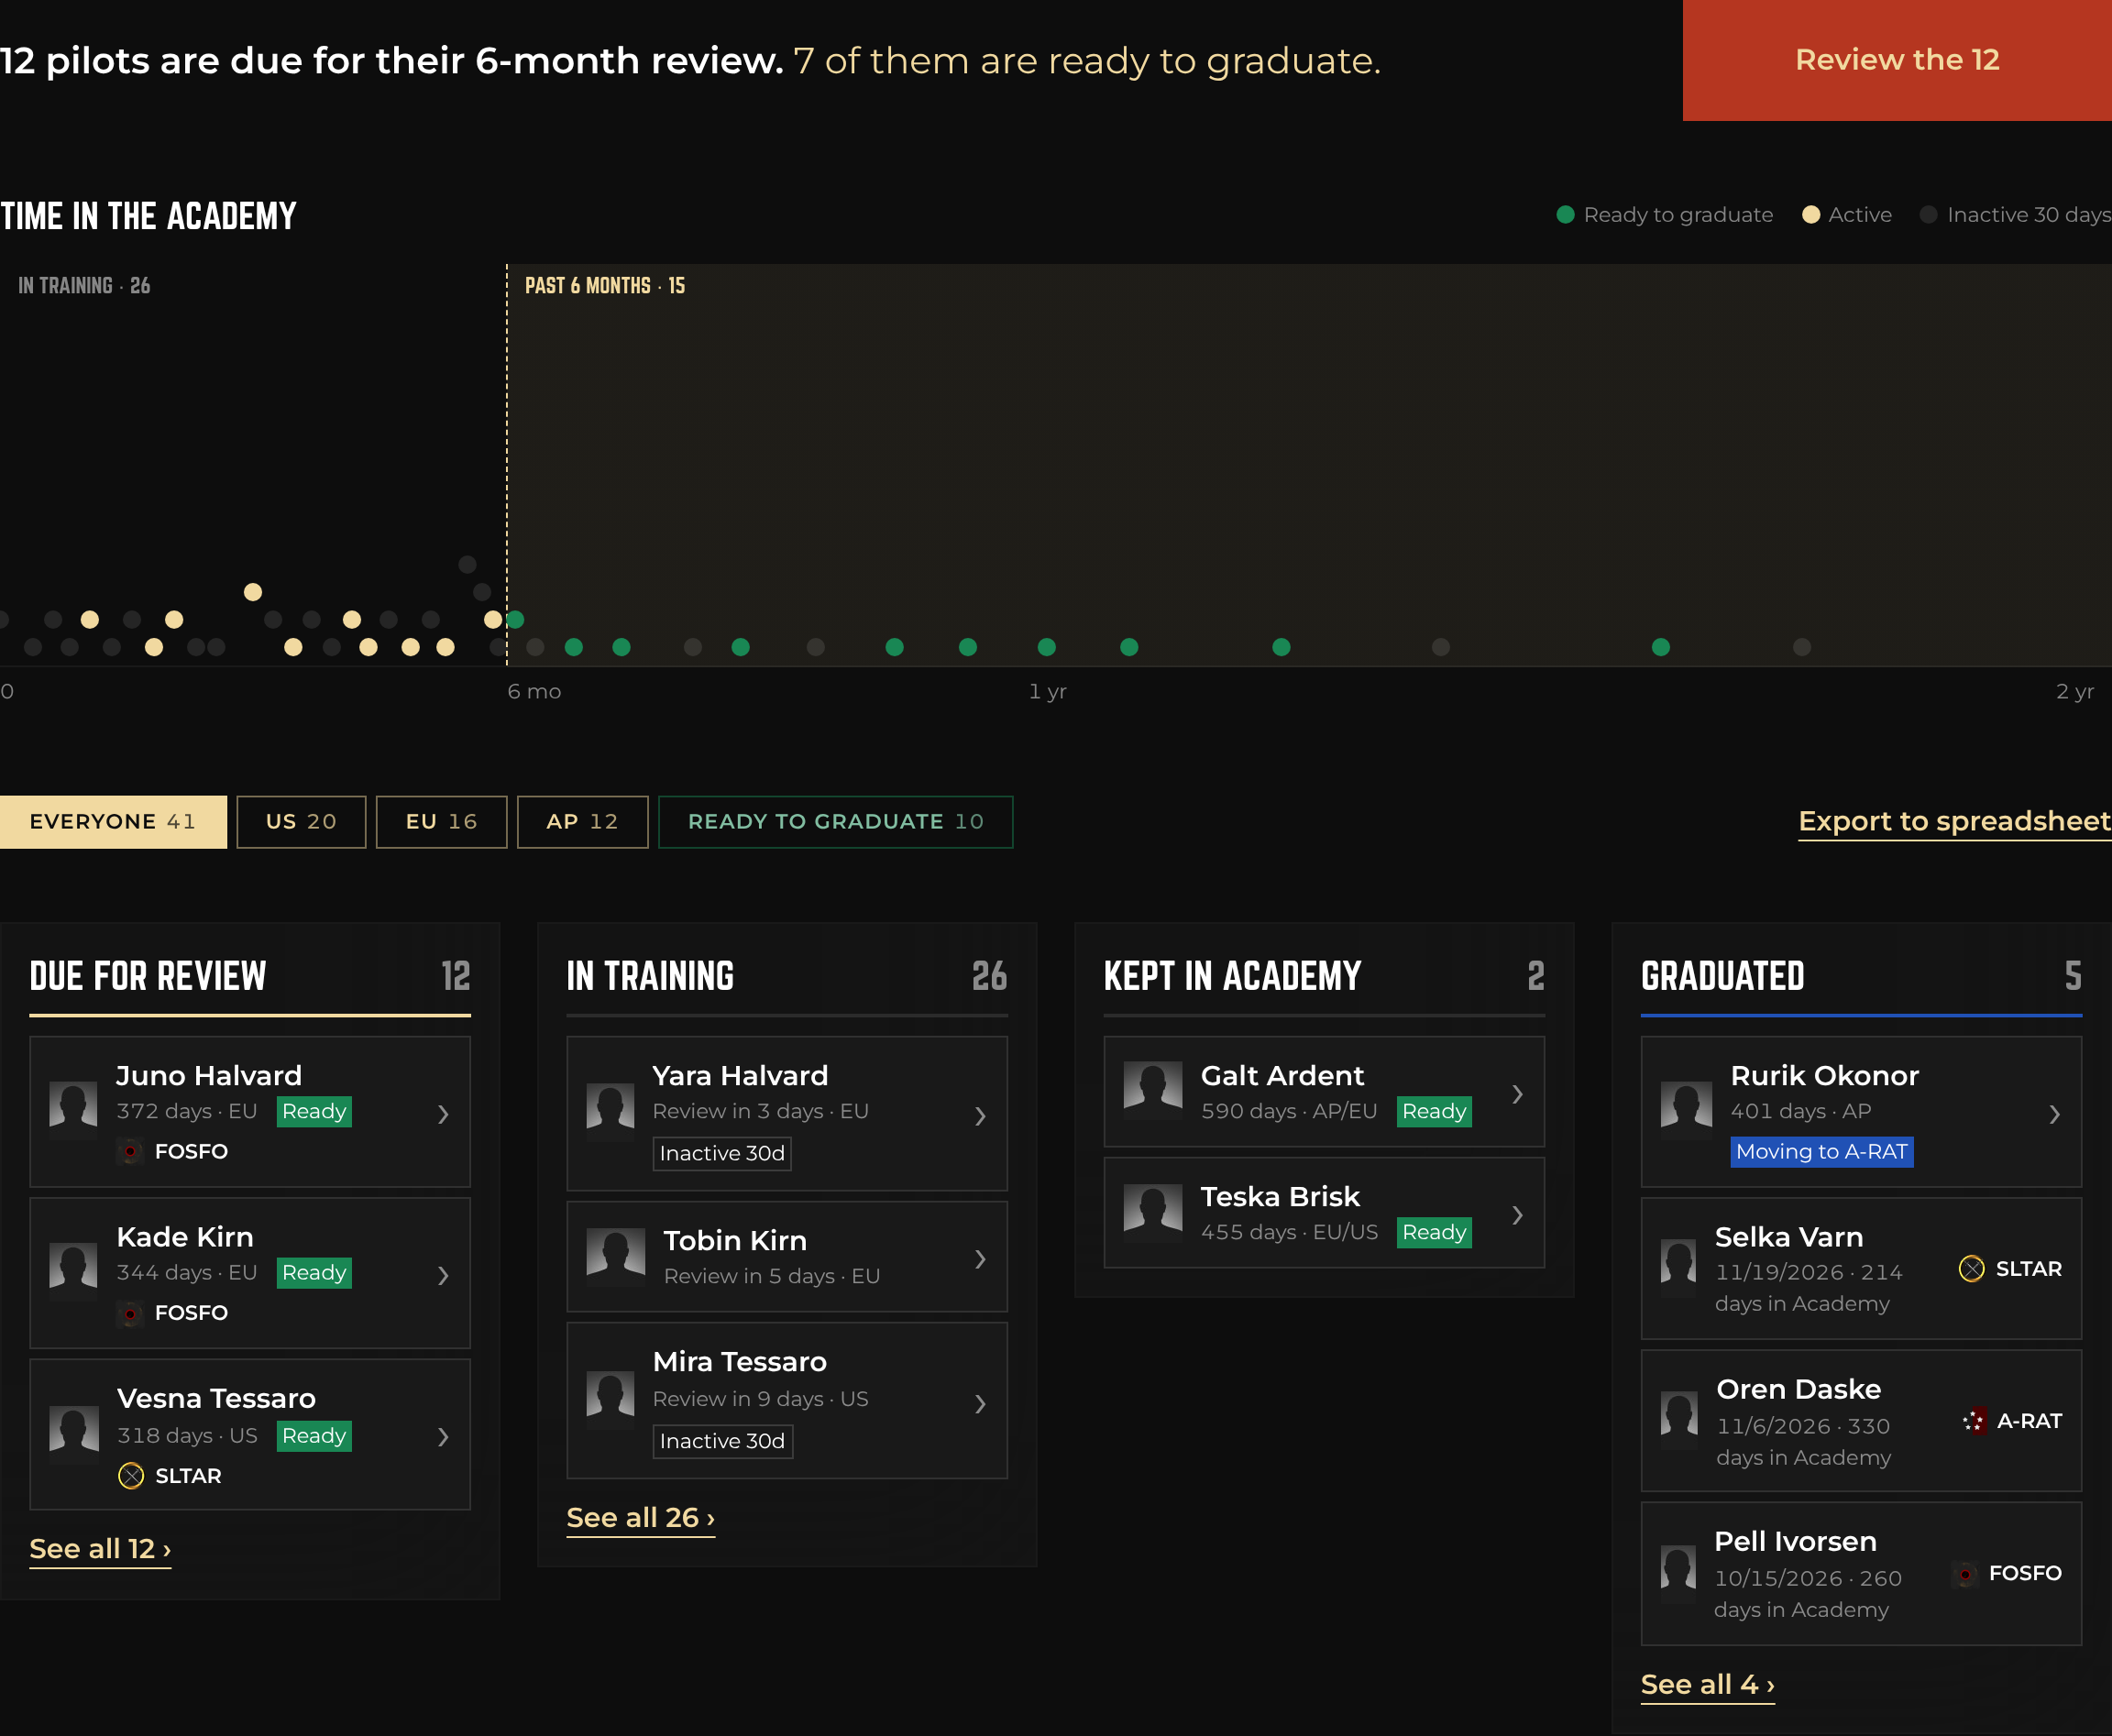 12 pilots are due for their 6-month review. 7 of them are ready to graduate.
Review the 12
TIME IN THE ACADEMY
Ready to graduate
Active
Inactive 30 days
IN TRAINING · 26
PAST 6 MONTHS · 15
0
6 mo
1 yr
2 yr
EVERYONE 41
US 20
EU 16
AP 12
READY TO GRADUATE 10
Export to spreadsheet
DUE FOR REVIEW 12
Juno Halvard
372 days · EU Ready
FOSFO
Kade Kirn
344 days · EU Ready
FOSFO
Vesna Tessaro
318 days · US Ready
SLTAR
See all 12 ›
IN TRAINING 26
Yara Halvard
Review in 3 days · EU
Inactive 30d
Tobin Kirn
Review in 5 days · EU
Mira Tessaro
Review in 9 days · US
Inactive 30d
See all 26 ›
KEPT IN ACADEMY 2
Galt Ardent
590 days · AP/EU Ready
Teska Brisk
455 days · EU/US Ready
GRADUATED 5
Rurik Okonor
401 days · AP
Moving to A-RAT
Selka Varn
11/19/2026 · 214
days in Academy
SLTAR
Oren Daske
11/6/2026 · 330
days in Academy
A-RAT
Pell Ivorsen
10/15/2026 · 260
days in Academy
FOSFO
See all 4 ›